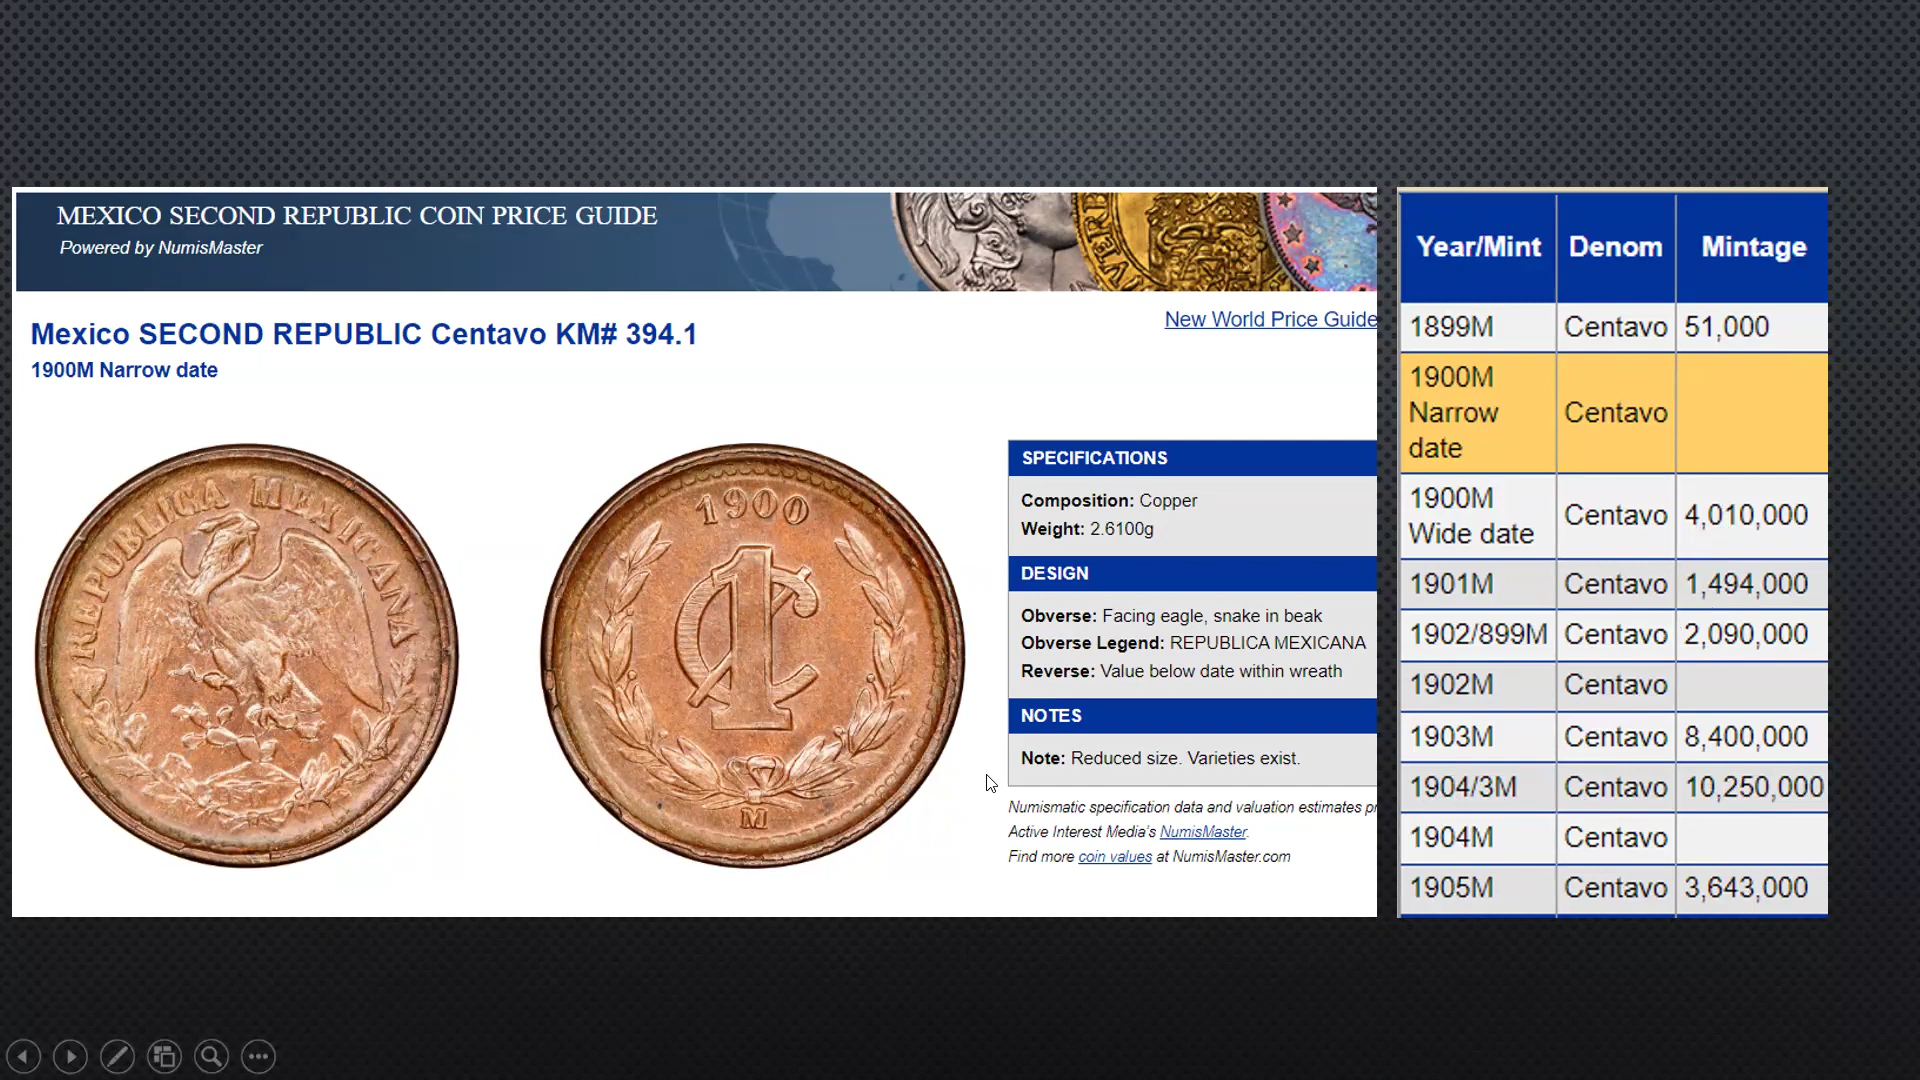 MEXICO SECOND REPUBLIC COIN PRICE GUIDE
Powered by NumisMaster
VERB
New World Price Guide
Mexico SECOND REPUBLIC Centavo KM# 394.1
1900M Narrow date
REPUBLICA MEXICANA
1900
1C
M
SPECIFICATIONS
Composition: Copper
Weight: 2.6100g
DESIGN
Obverse: Facing eagle, snake in beak
Obverse Legend: REPUBLICA MEXICANA
Reverse: Value below date within wreath
NOTES
Note: Reduced size. Varieties exist.
Numismatic specification data and valuation estimates pr
Active Interest Media's NumisMaster.
Find more coin values at NumisMaster.com
Year/Mint Denom Mintage
1899M Centavo 51,000
1900M
Narrow
date
Centavo
1900M
Wide date
Centavo 4,010,000
1901M Centavo 1,494,000
1902/899M Centavo 2,090,000
1902M Centavo
1903M Centavo 8,400,000
1904/3M Centavo 10,250,000
1904M Centavo
1905M Centavo 3,643,000